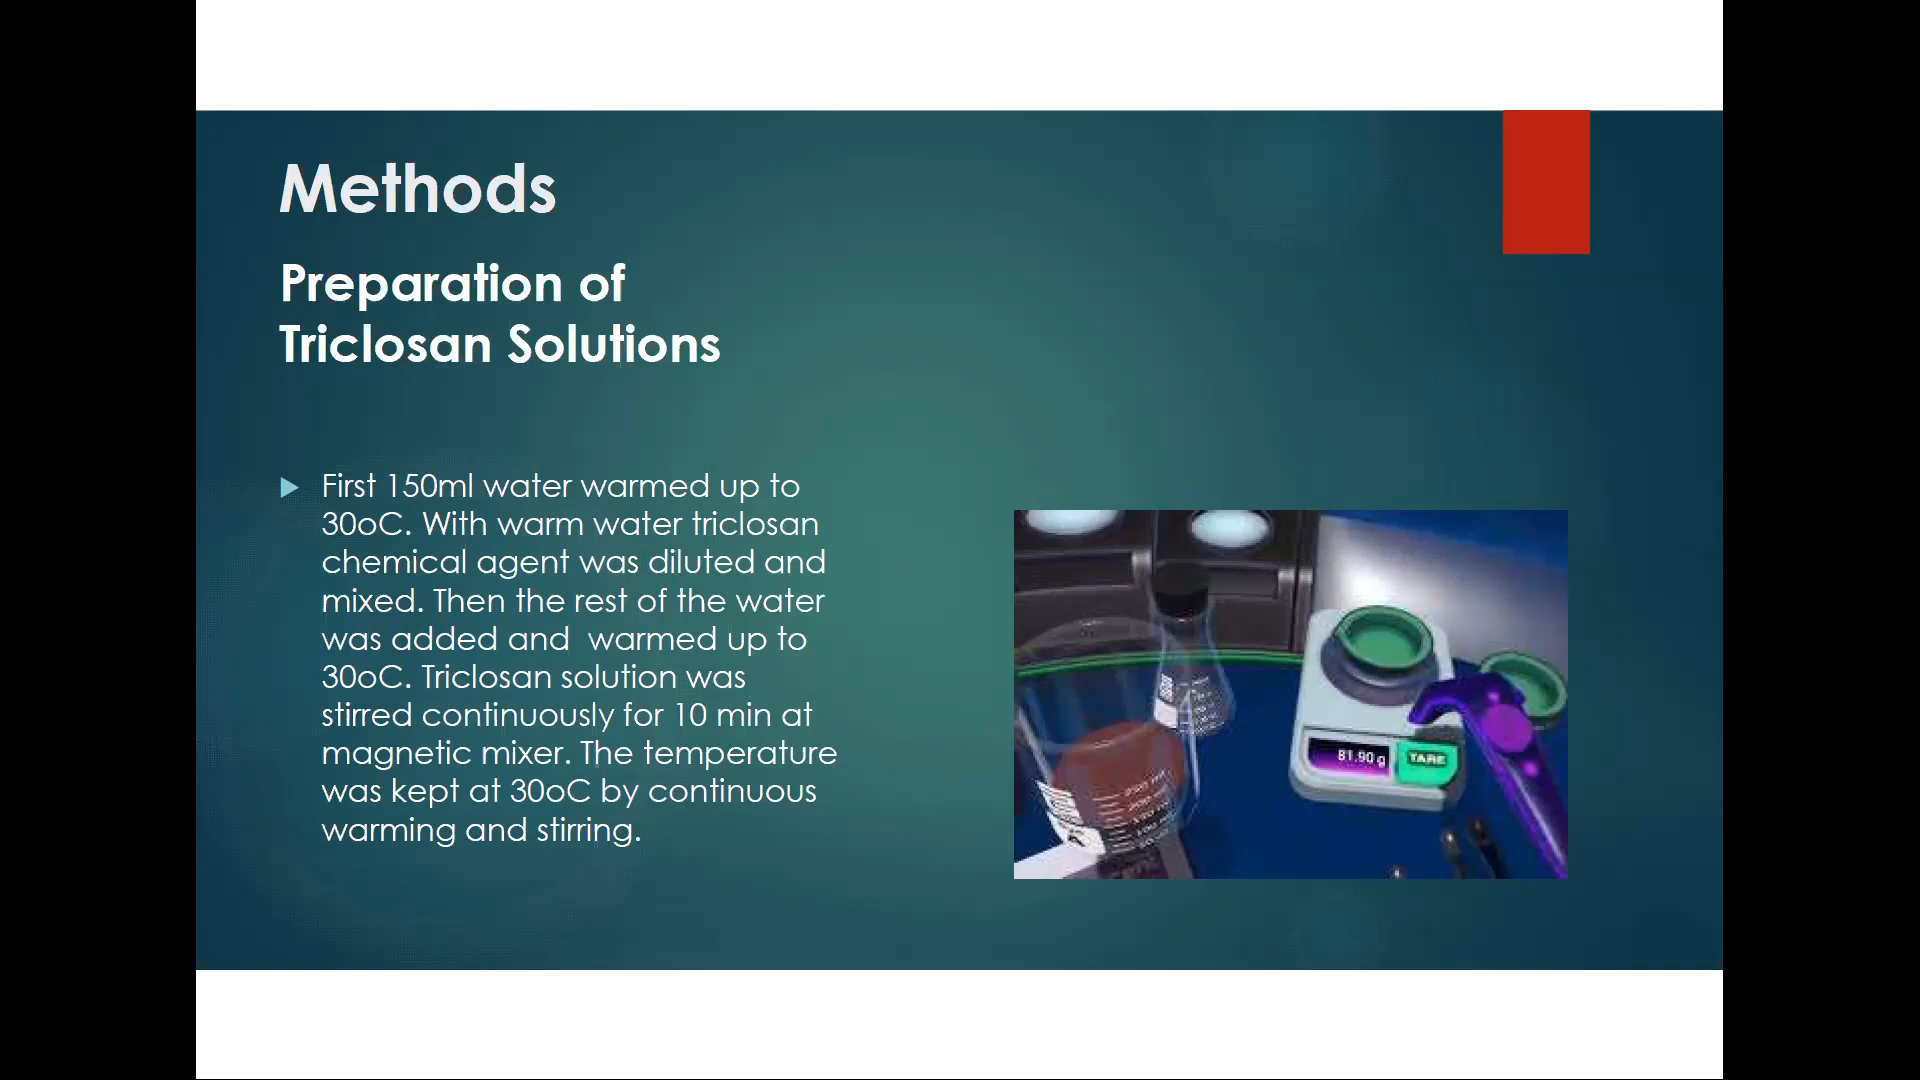 Methods
Preparation of
Triclosan Solutions
First 150ml water warmed up to
30oC. With warm water triclosan
chemical agent was diluted and
mixed. Then the rest of the water
was added and  warmed up to
30oC. Triclosan solution was
stirred continuously for 10 min at
magnetic mixer. The temperature
was kept at 30oC by continuous
warming and stirring.
81.90 g
TARE